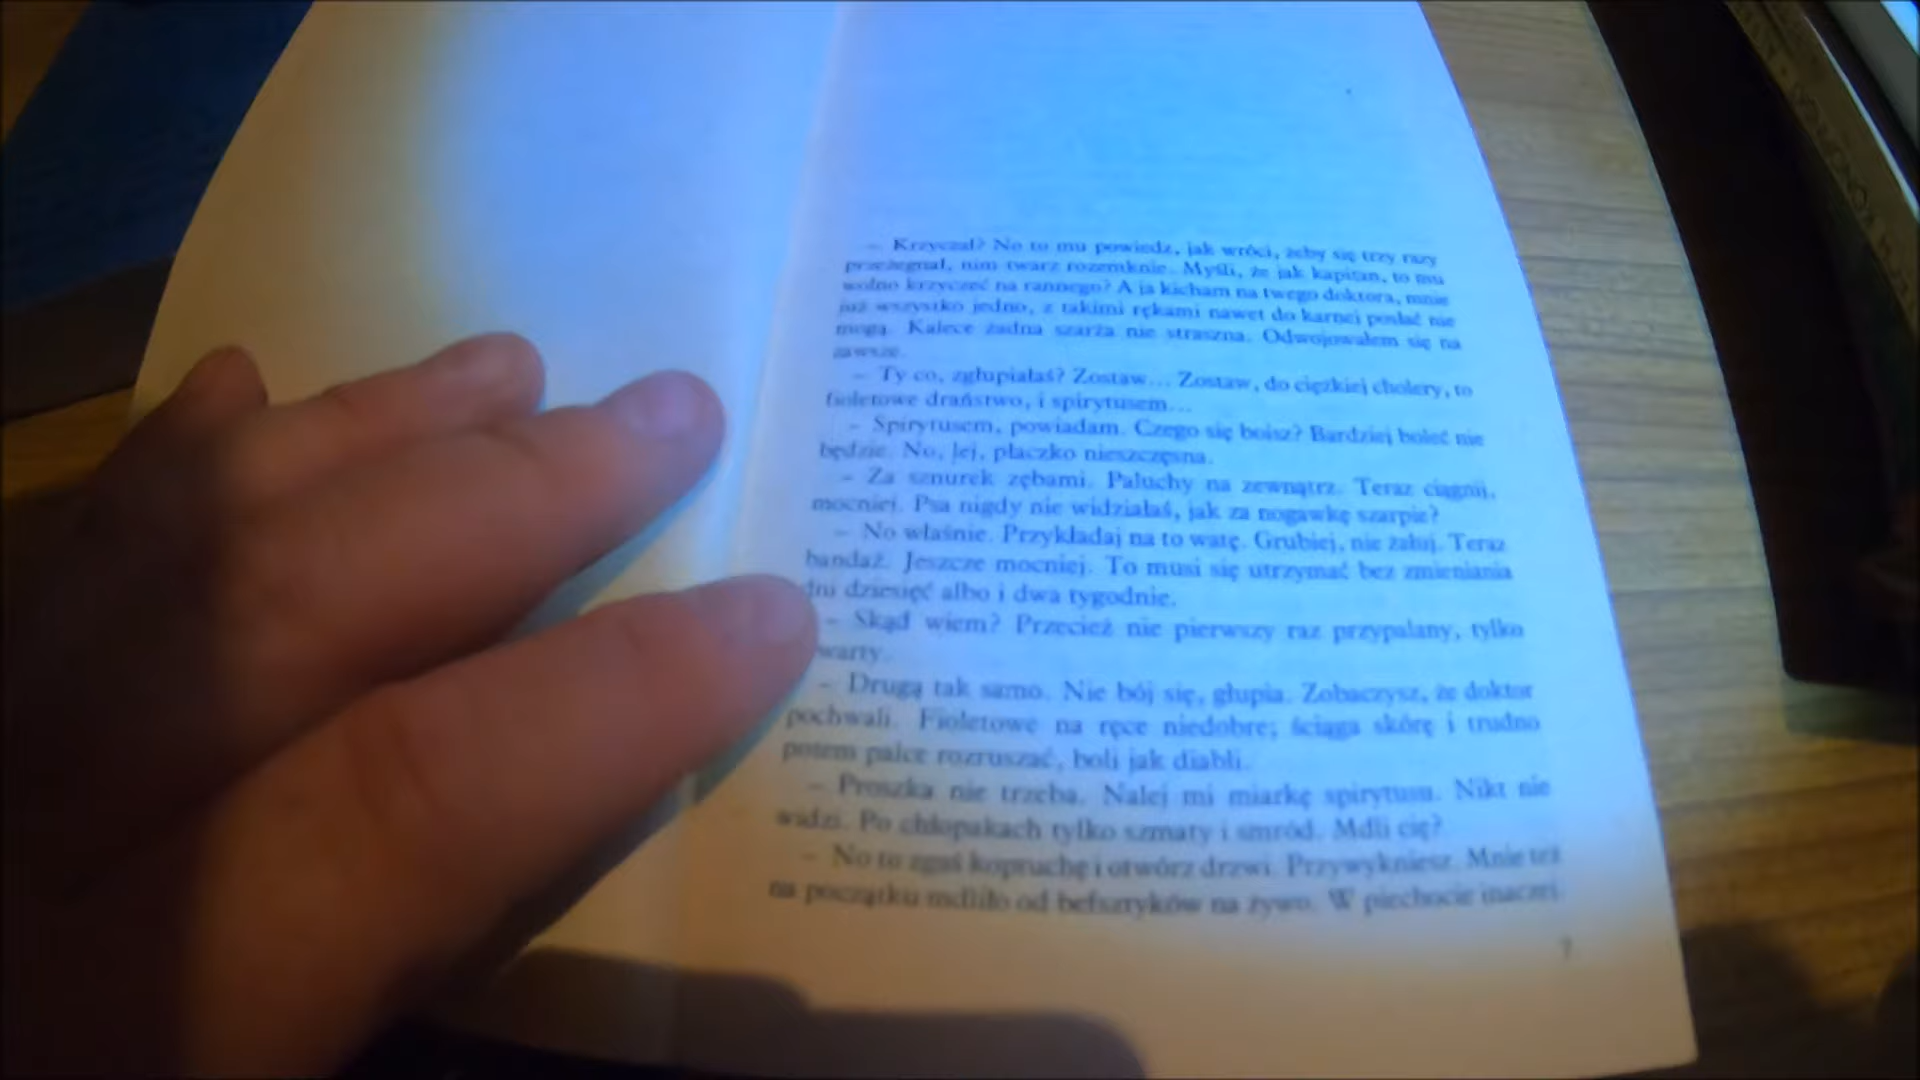 – Krzyczał? No to mu powiedz, jak wróci, żeby się trzy razy
przeżegnał, nim twarz rozemknie. Myśli, że jak kapitan, to mu
wolno krzyczeć na rannego? A ja kicham na twego doktora, mnie
już wszystko jedno, z takimi rękami nawet do karnej posłać nie
mogą. Kalece żadna szarża nie straszna. Odwojowałem się na
zawsze.
– Ty co, zgłupiałaś? Zostaw... Zostaw, do ciężkiej cholery, to
fioletowe draństwo, i spirytusem...
– Spirytusem, powiadam. Czego się boisz? Bardziej boleć nie
będzie. No, lej, płaczko nieszczęsna.
– Za sznurek zębami. Paluchy na zewnątrz. Teraz ciągnij,
mocniej. Psa nigdy nie widziałaś, jak za nogawkę szarpie?
– No właśnie. Przykładaj na to watę. Grubiej, nie żałuj. Teraz
bandaż. Jeszcze mocniej. To musi się utrzymać bez zmieniania
dni dziesięć albo i dwa tygodnie.
– Skąd wiem? Przecież nie pierwszy raz przypalany, tylko
warty.
– Drugą tak samo. Nie bój się, głupia. Zobaczysz, że doktor
pochwali. Fioletowe na ręce niedobre; ściąga skórę i trudno
potem palce rozruszać, boli jak diabli.
– Proszka nie trzeba. Nalej mi miarkę spirytusu. Nikt nie
widzi. Po chłopakach tylko szmaty i smród. Mdli cię?
– No to zgaś kopruchę i otwórz drzwi. Przywykniesz. Mnie też
na początku mdliło od befsztyków na żywo. W piechocie inaczej
7